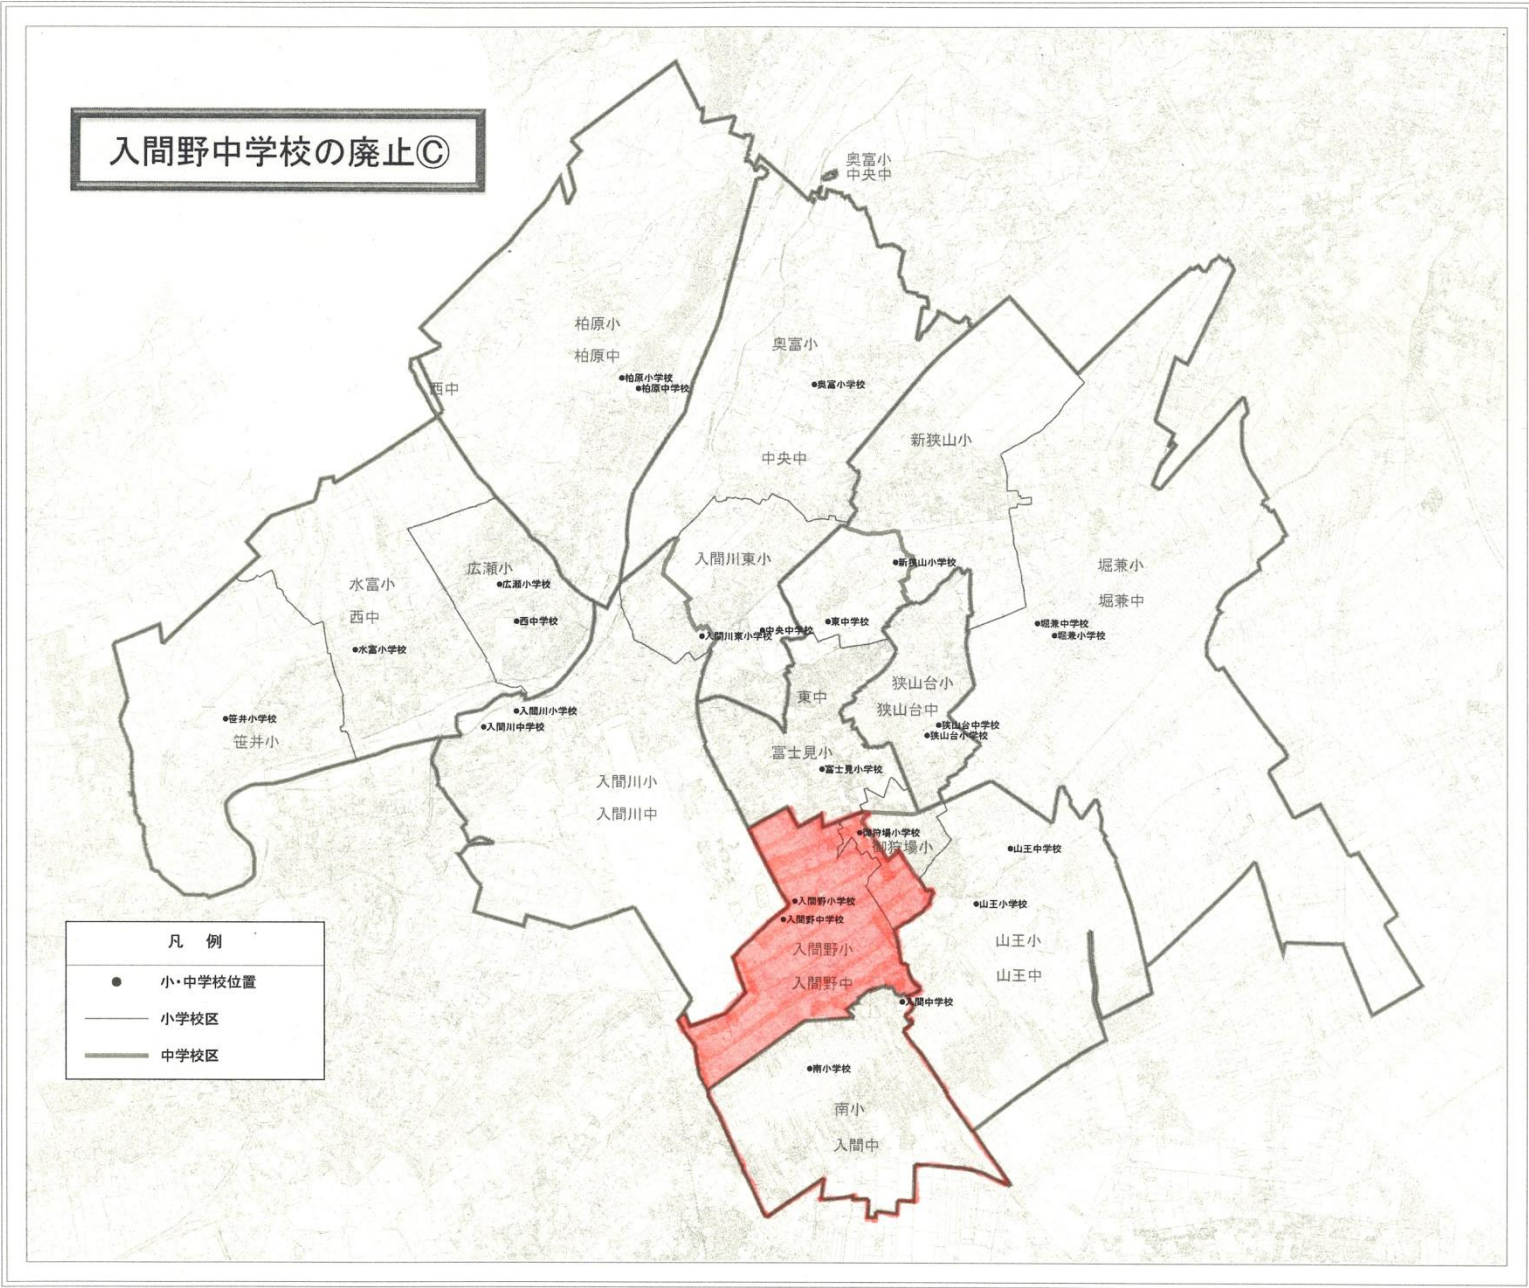 入間野中学校の廃止Ⓒ
奥富小
中央中
柏原小
柏原中
●柏原小学校
●柏原中学校
西中
奥富小
●奥富小学校
中央中
新狭山小
入間川東小
●新狭山小学校
堀兼小
堀兼中
●堀兼中学校
●堀兼小学校
広瀬小
●広瀬小学校
●西中学校
水富小
西中
●水富小学校
●入間川東小学校
●中央中学校
●東中学校
東中
狭山台小
狭山台中
●狭山台中学校
●狭山台小学校
●笹井小学校
笹井小
●入間川小学校
●入間川中学校
入間川小
入間川中
富士見小
●富士見小学校
●御狩場小学校
御狩場小
●山王中学校
●山王小学校
山王小
山王中
●入間野小学校
●入間野中学校
入間野小
入間野中
●入間中学校
●南小学校
南小
入間中
凡 例
● 小・中学校位置
小学校区
中学校区